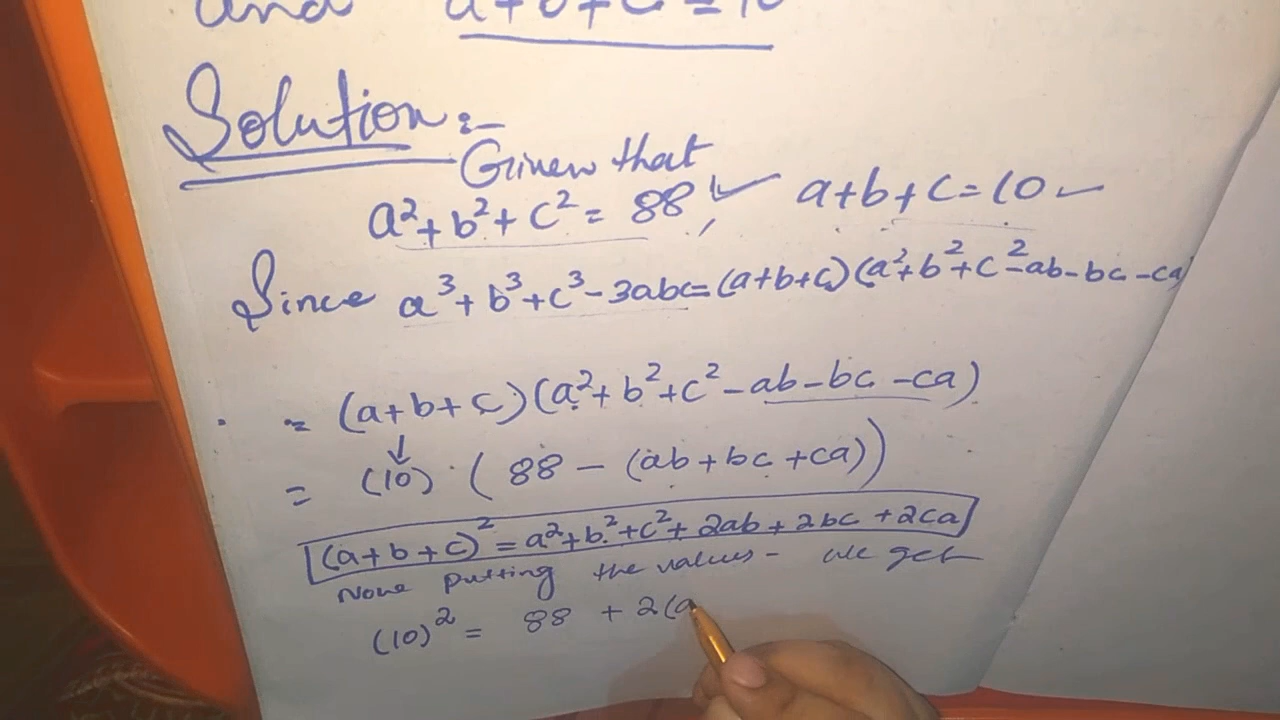 and a+b+c=10
Solution:-
Given that
a²+b²+c²= 88, a+b+c=10
Since a³+b³+c³-3abc=(a+b+c)(a²+b²+c²-ab-bc-ca)
= (a+b+c)(a²+b²+c²-ab-bc-ca)
= (10) (88-(ab+bc+ca))
(a+b+c)²=a²+b²+c²+2ab+2bc+2ca
Now putting the values - we get
(10)²= 88 +2(a